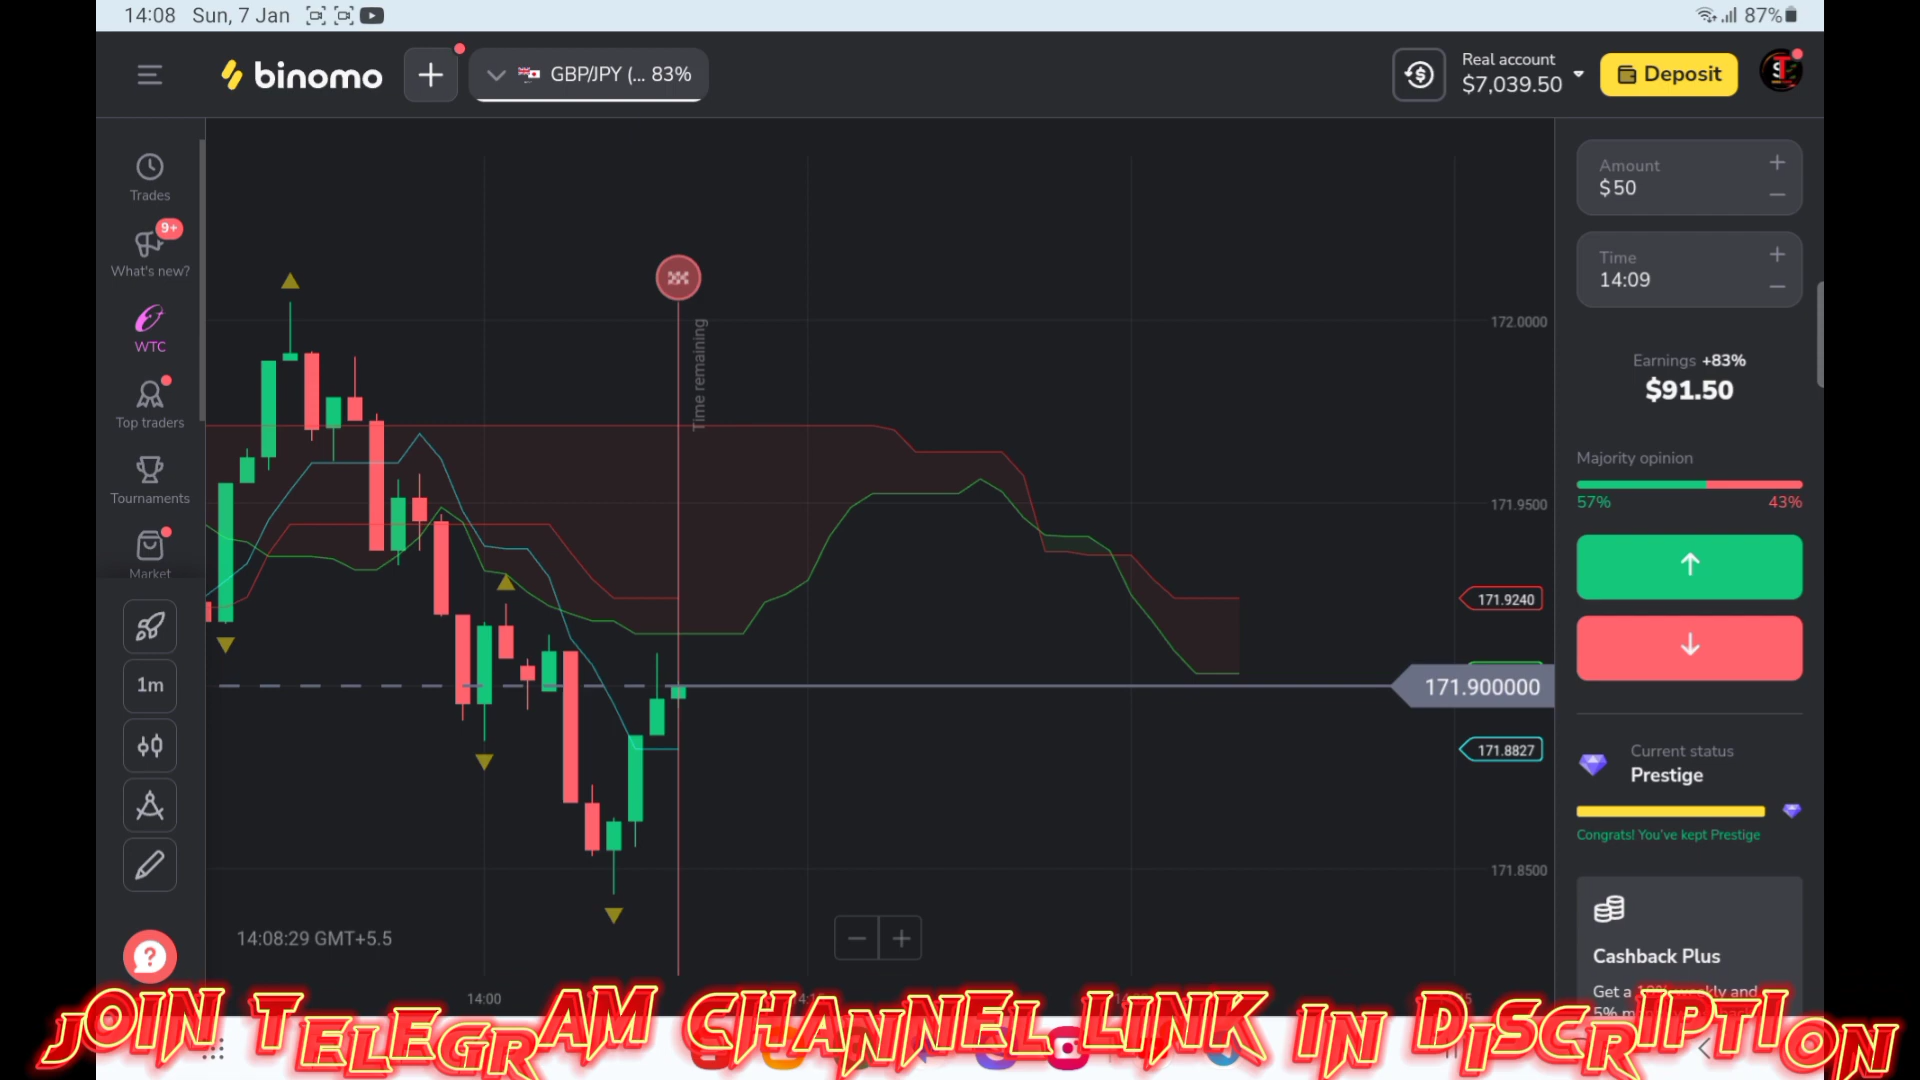 14:08 Sun, 7 Jan
87%
binomo
GBP/JPY (... 83%
Real account
$7,039.50
Deposit
Trades
9+
What's new?
WTC
Top traders
Tournaments
Market
1m
Time remaining
172.0000
171.9500
171.9240
171.900000
171.8827
171.8500
14:08:29 GMT+5.5
14:00
Amount
$50
Time
14:09
Earnings +83%
$91.50
Majority opinion
57% 43%
Current status
Prestige
Congrats! You've kept Prestige
Cashback Plus
Get a 10% weekly and
JOIN TELEGRAM CHANNEL LINK IN DISCRIPTION